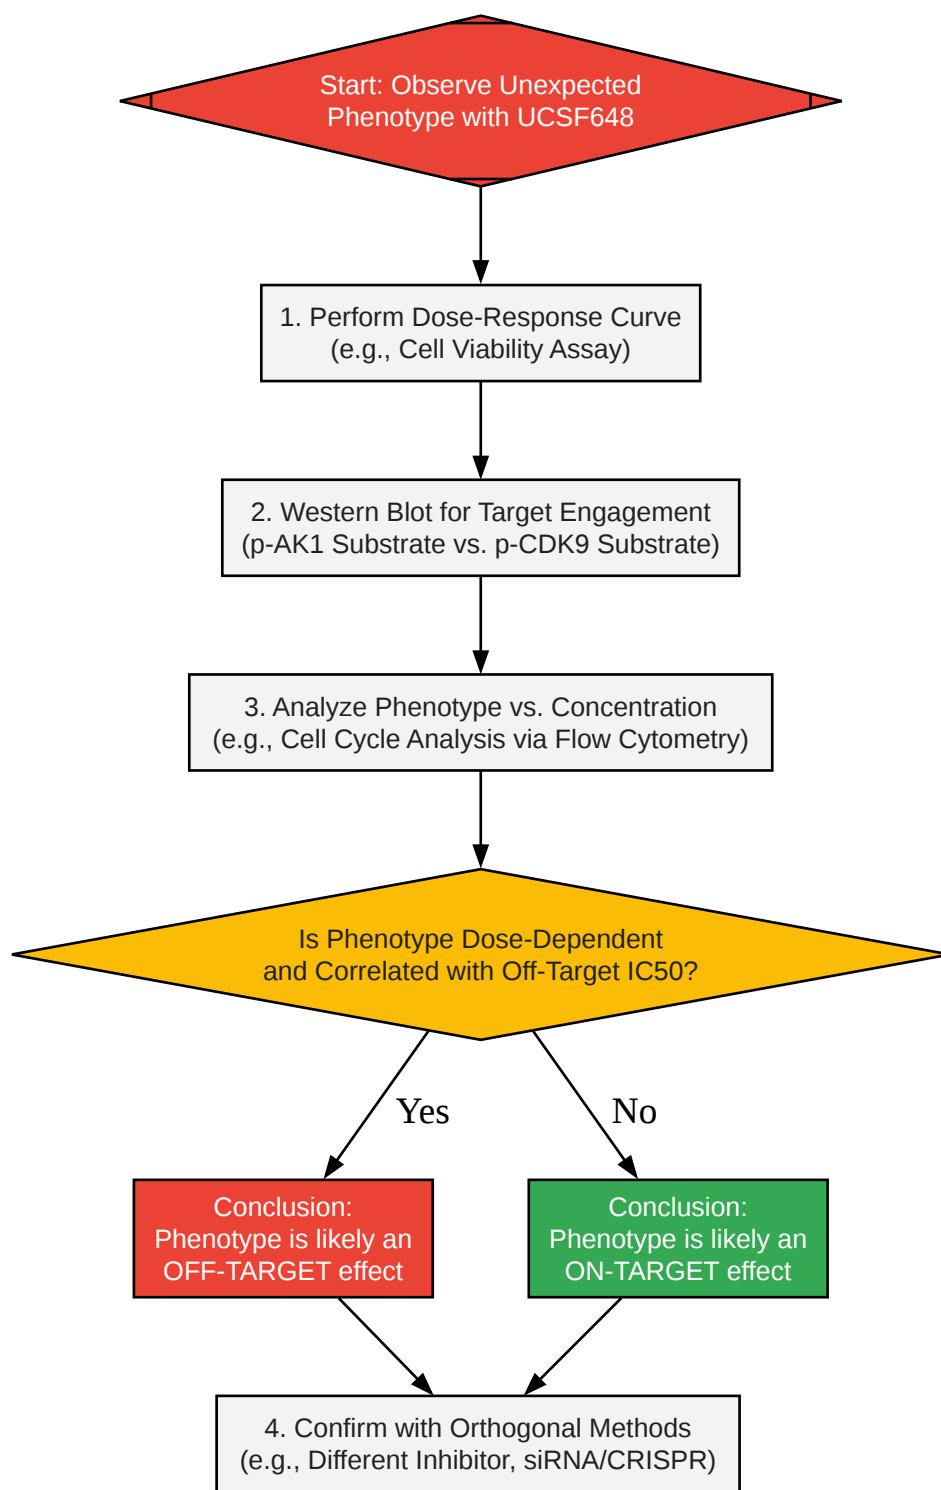 Start: Observe Unexpected
Phenotype with UCSF648
1. Perform Dose-Response Curve
(e.g., Cell Viability Assay)
2. Western Blot for Target Engagement
(p-AK1 Substrate vs. p-CDK9 Substrate)
3. Analyze Phenotype vs. Concentration
(e.g., Cell Cycle Analysis via Flow Cytometry)
Is Phenotype Dose-Dependent
and Correlated with Off-Target IC50?
Yes
No
Conclusion:
Phenotype is likely an
OFF-TARGET effect
Conclusion:
Phenotype is likely an
ON-TARGET effect
4. Confirm with Orthogonal Methods
(e.g., Different Inhibitor, siRNA/CRISPR)